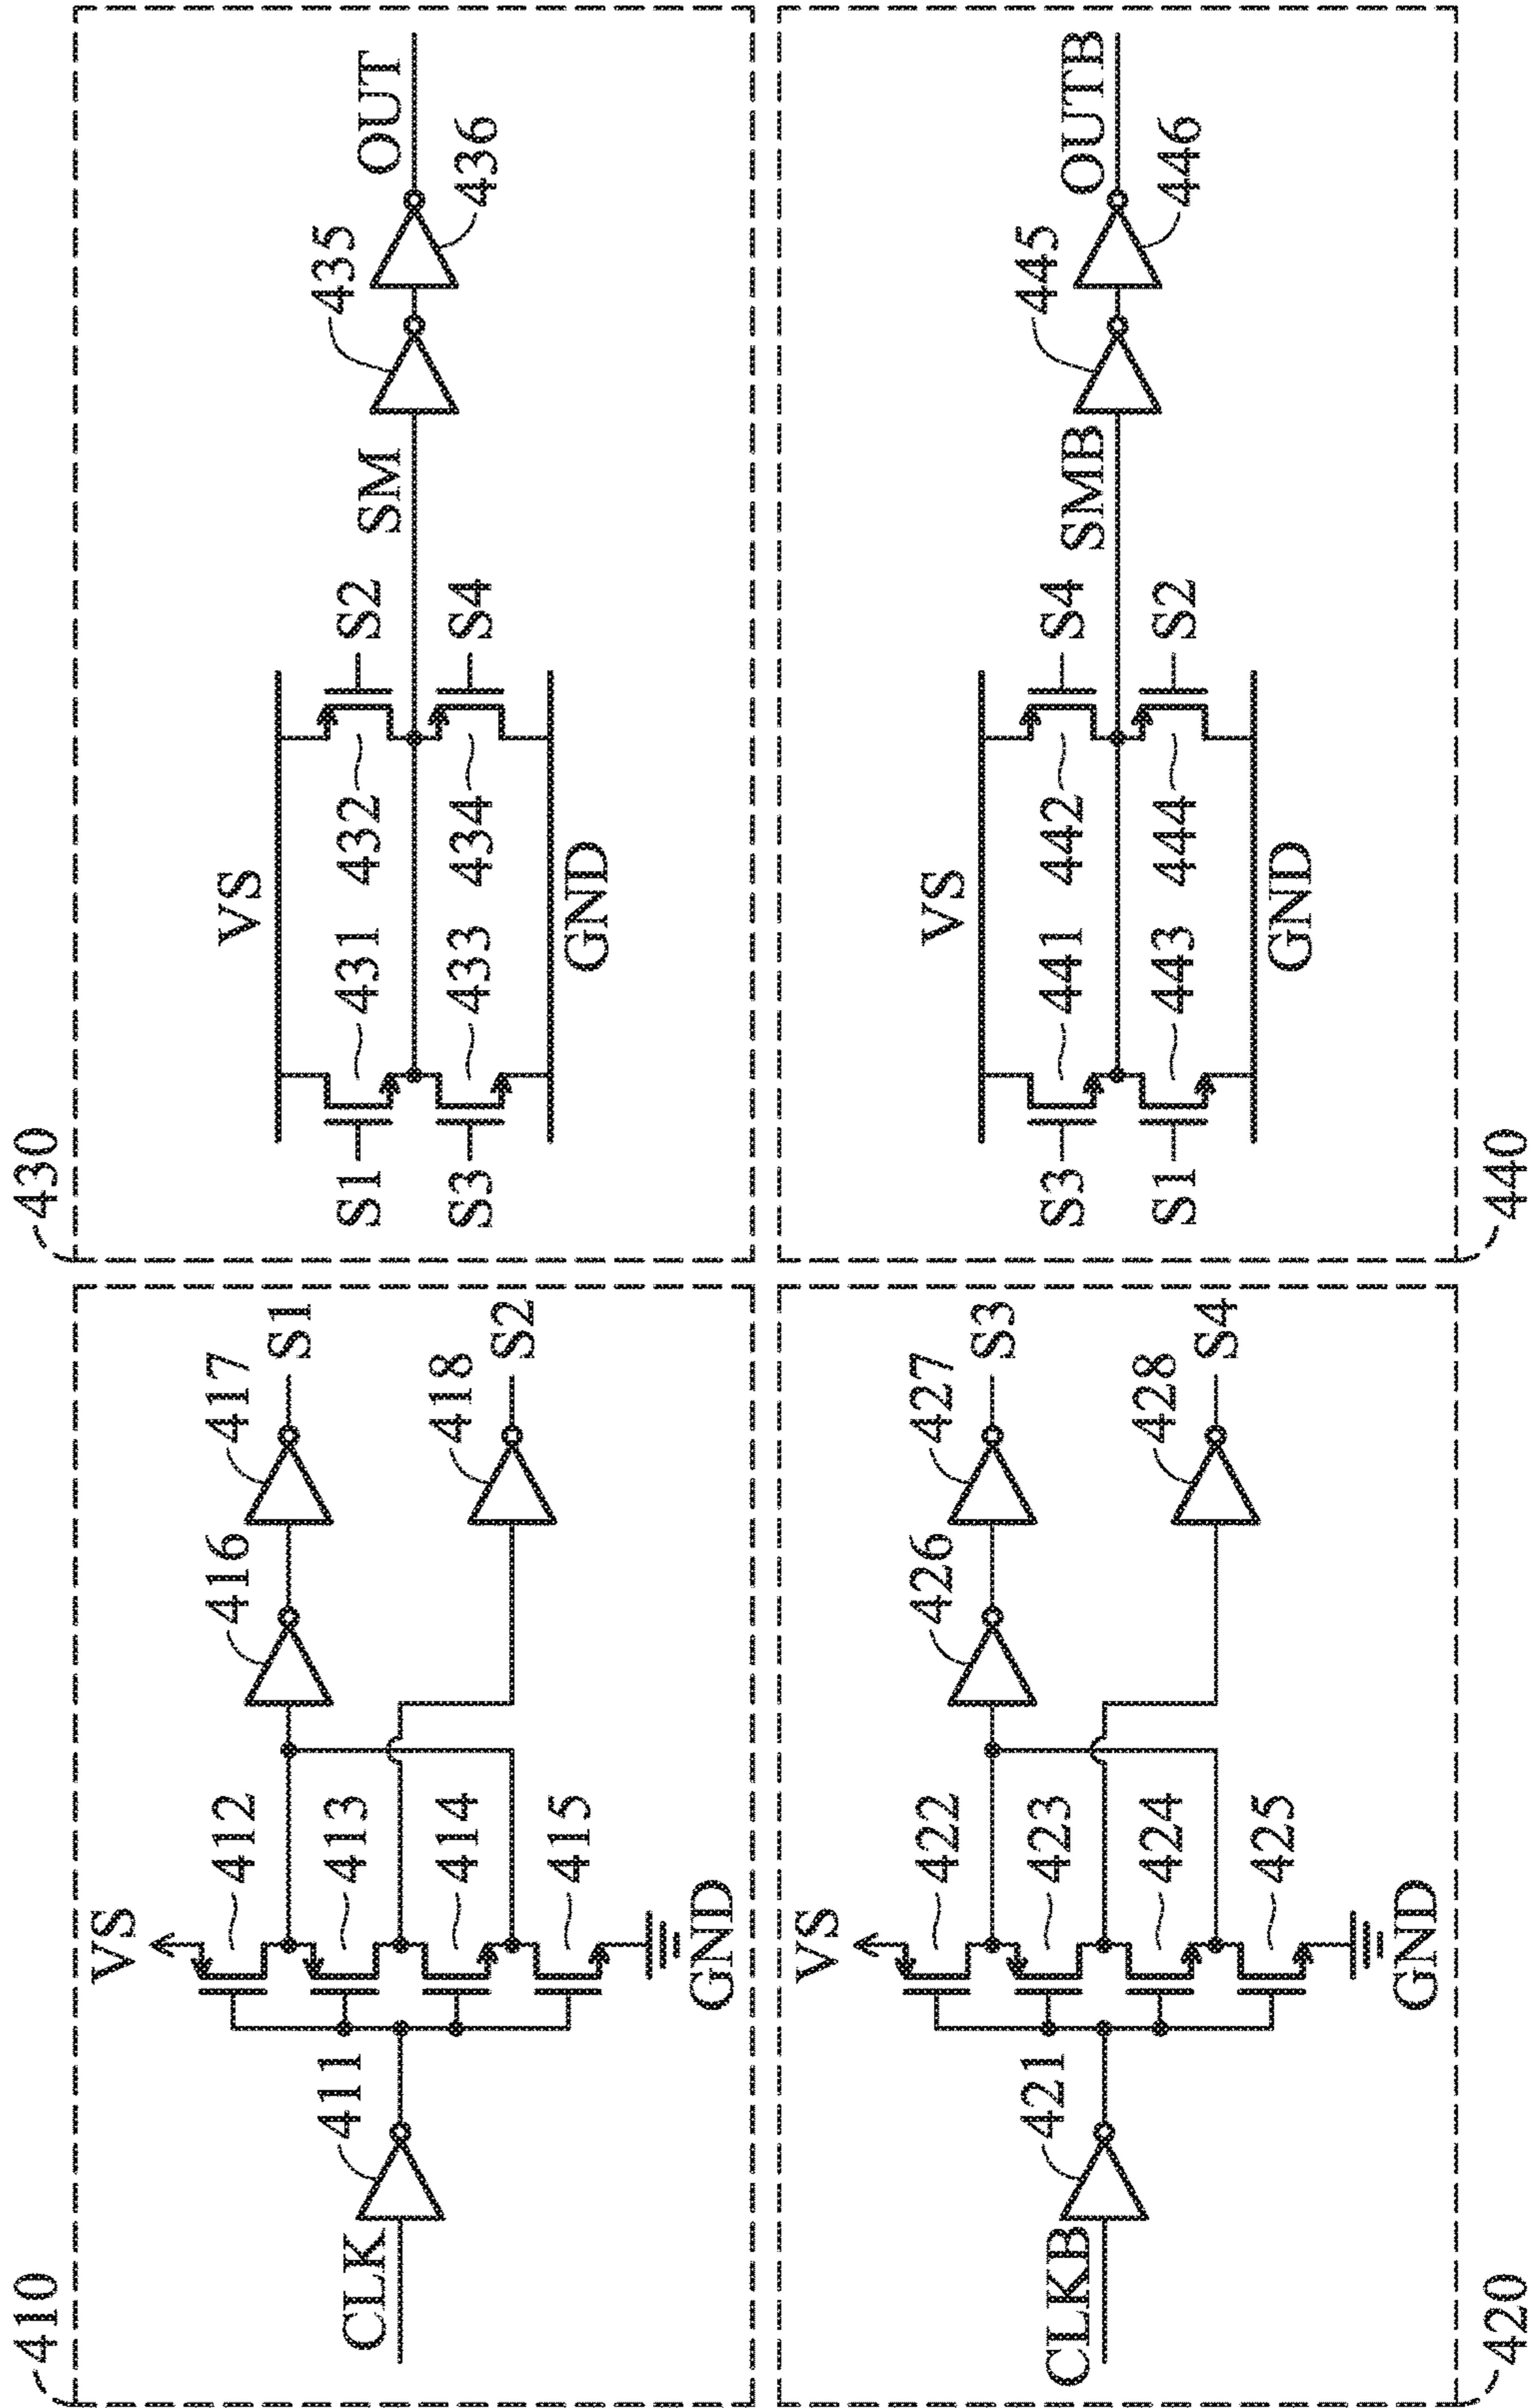 410
CLK
411
VS
412
413
414
415
GND
416
417
418
S1
S2
420
CLKB
421
VS
422
423
424
425
GND
426
427
428
S3
S4
430
VS
S1
431
432
S2
S3
433
434
S4
GND
SM
435
436
OUT
440
VS
S3
441
442
S4
S1
443
444
S2
GND
SMB
445
446
OUTB